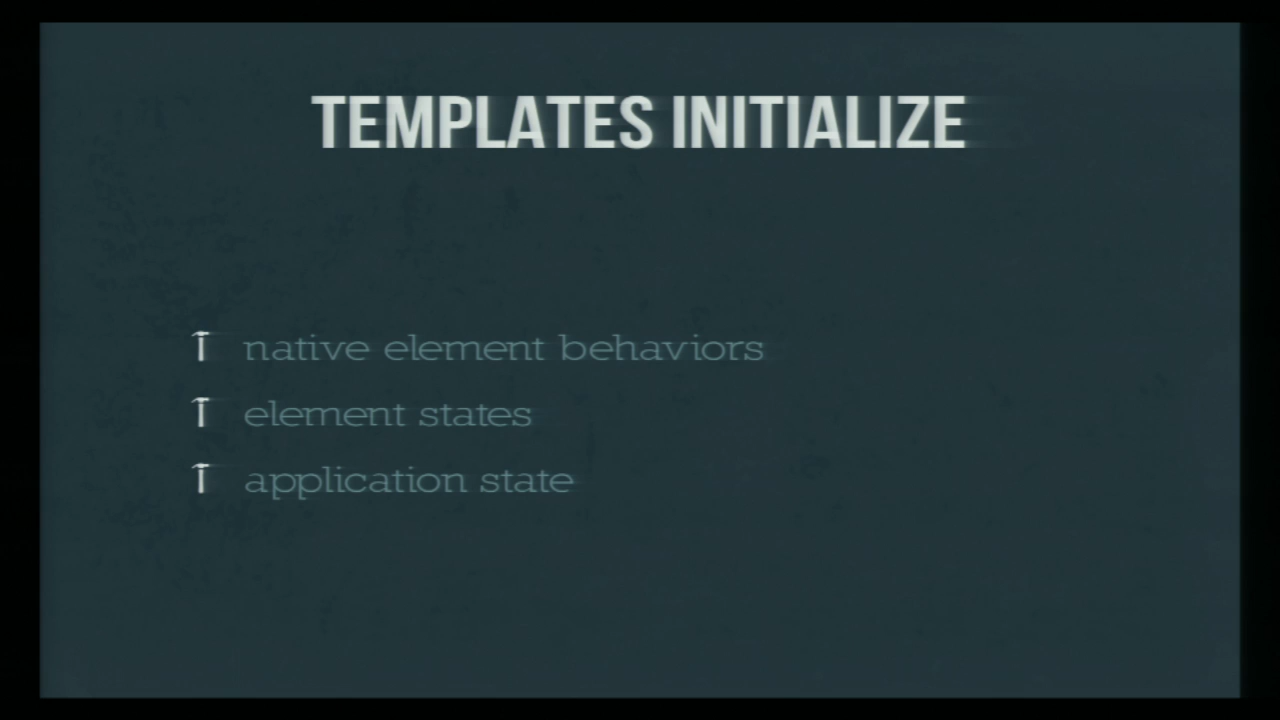 TEMPLATES INITIALIZE
native element behaviors
element states
application state